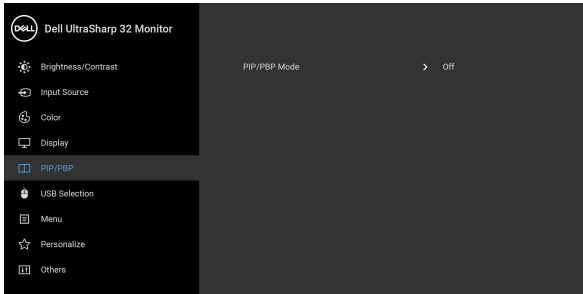 DELL
Dell UltraSharp 32 Monitor
Brightness/Contrast
PIP/PBP Mode
Off
Input Source
Color
Display
PIP/PBP
USB Selection
Menu
Personalize
Others